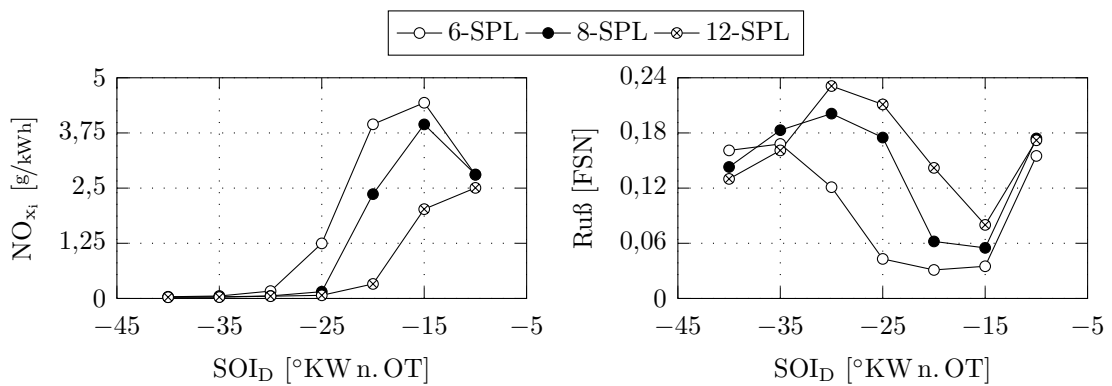 6-SPL 8-SPL 12-SPL
5
3,75
2,5
1,25
0
NOxi [g/kWh]
−45 −35 −25 −15 −5
SOID [°KW n. OT]
0,24
0,18
0,12
0,06
0
Ruß [FSN]
−45 −35 −25 −15 −5
SOID [°KW n. OT]